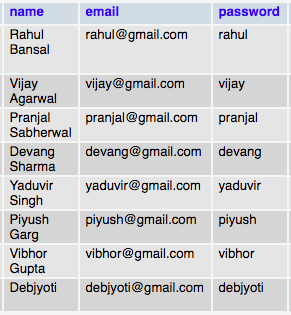 name email password
Rahul rahul@gmail.com rahul
Bansal
Vijay vijay@gmail.com vijay
Agarwal
Pranjal pranjal@gmail.com pranjal
Sabherwal
Devang devang@gmail.com devang
Sharma
Yaduvir yaduvir@gmail.com yaduvir
Singh
Piyush piyush@gmail.com piyush
Garg
Vibhor vibhor@gmail.com vibhor
Gupta
Debjyoti debjyoti@gmail.com debjyoti